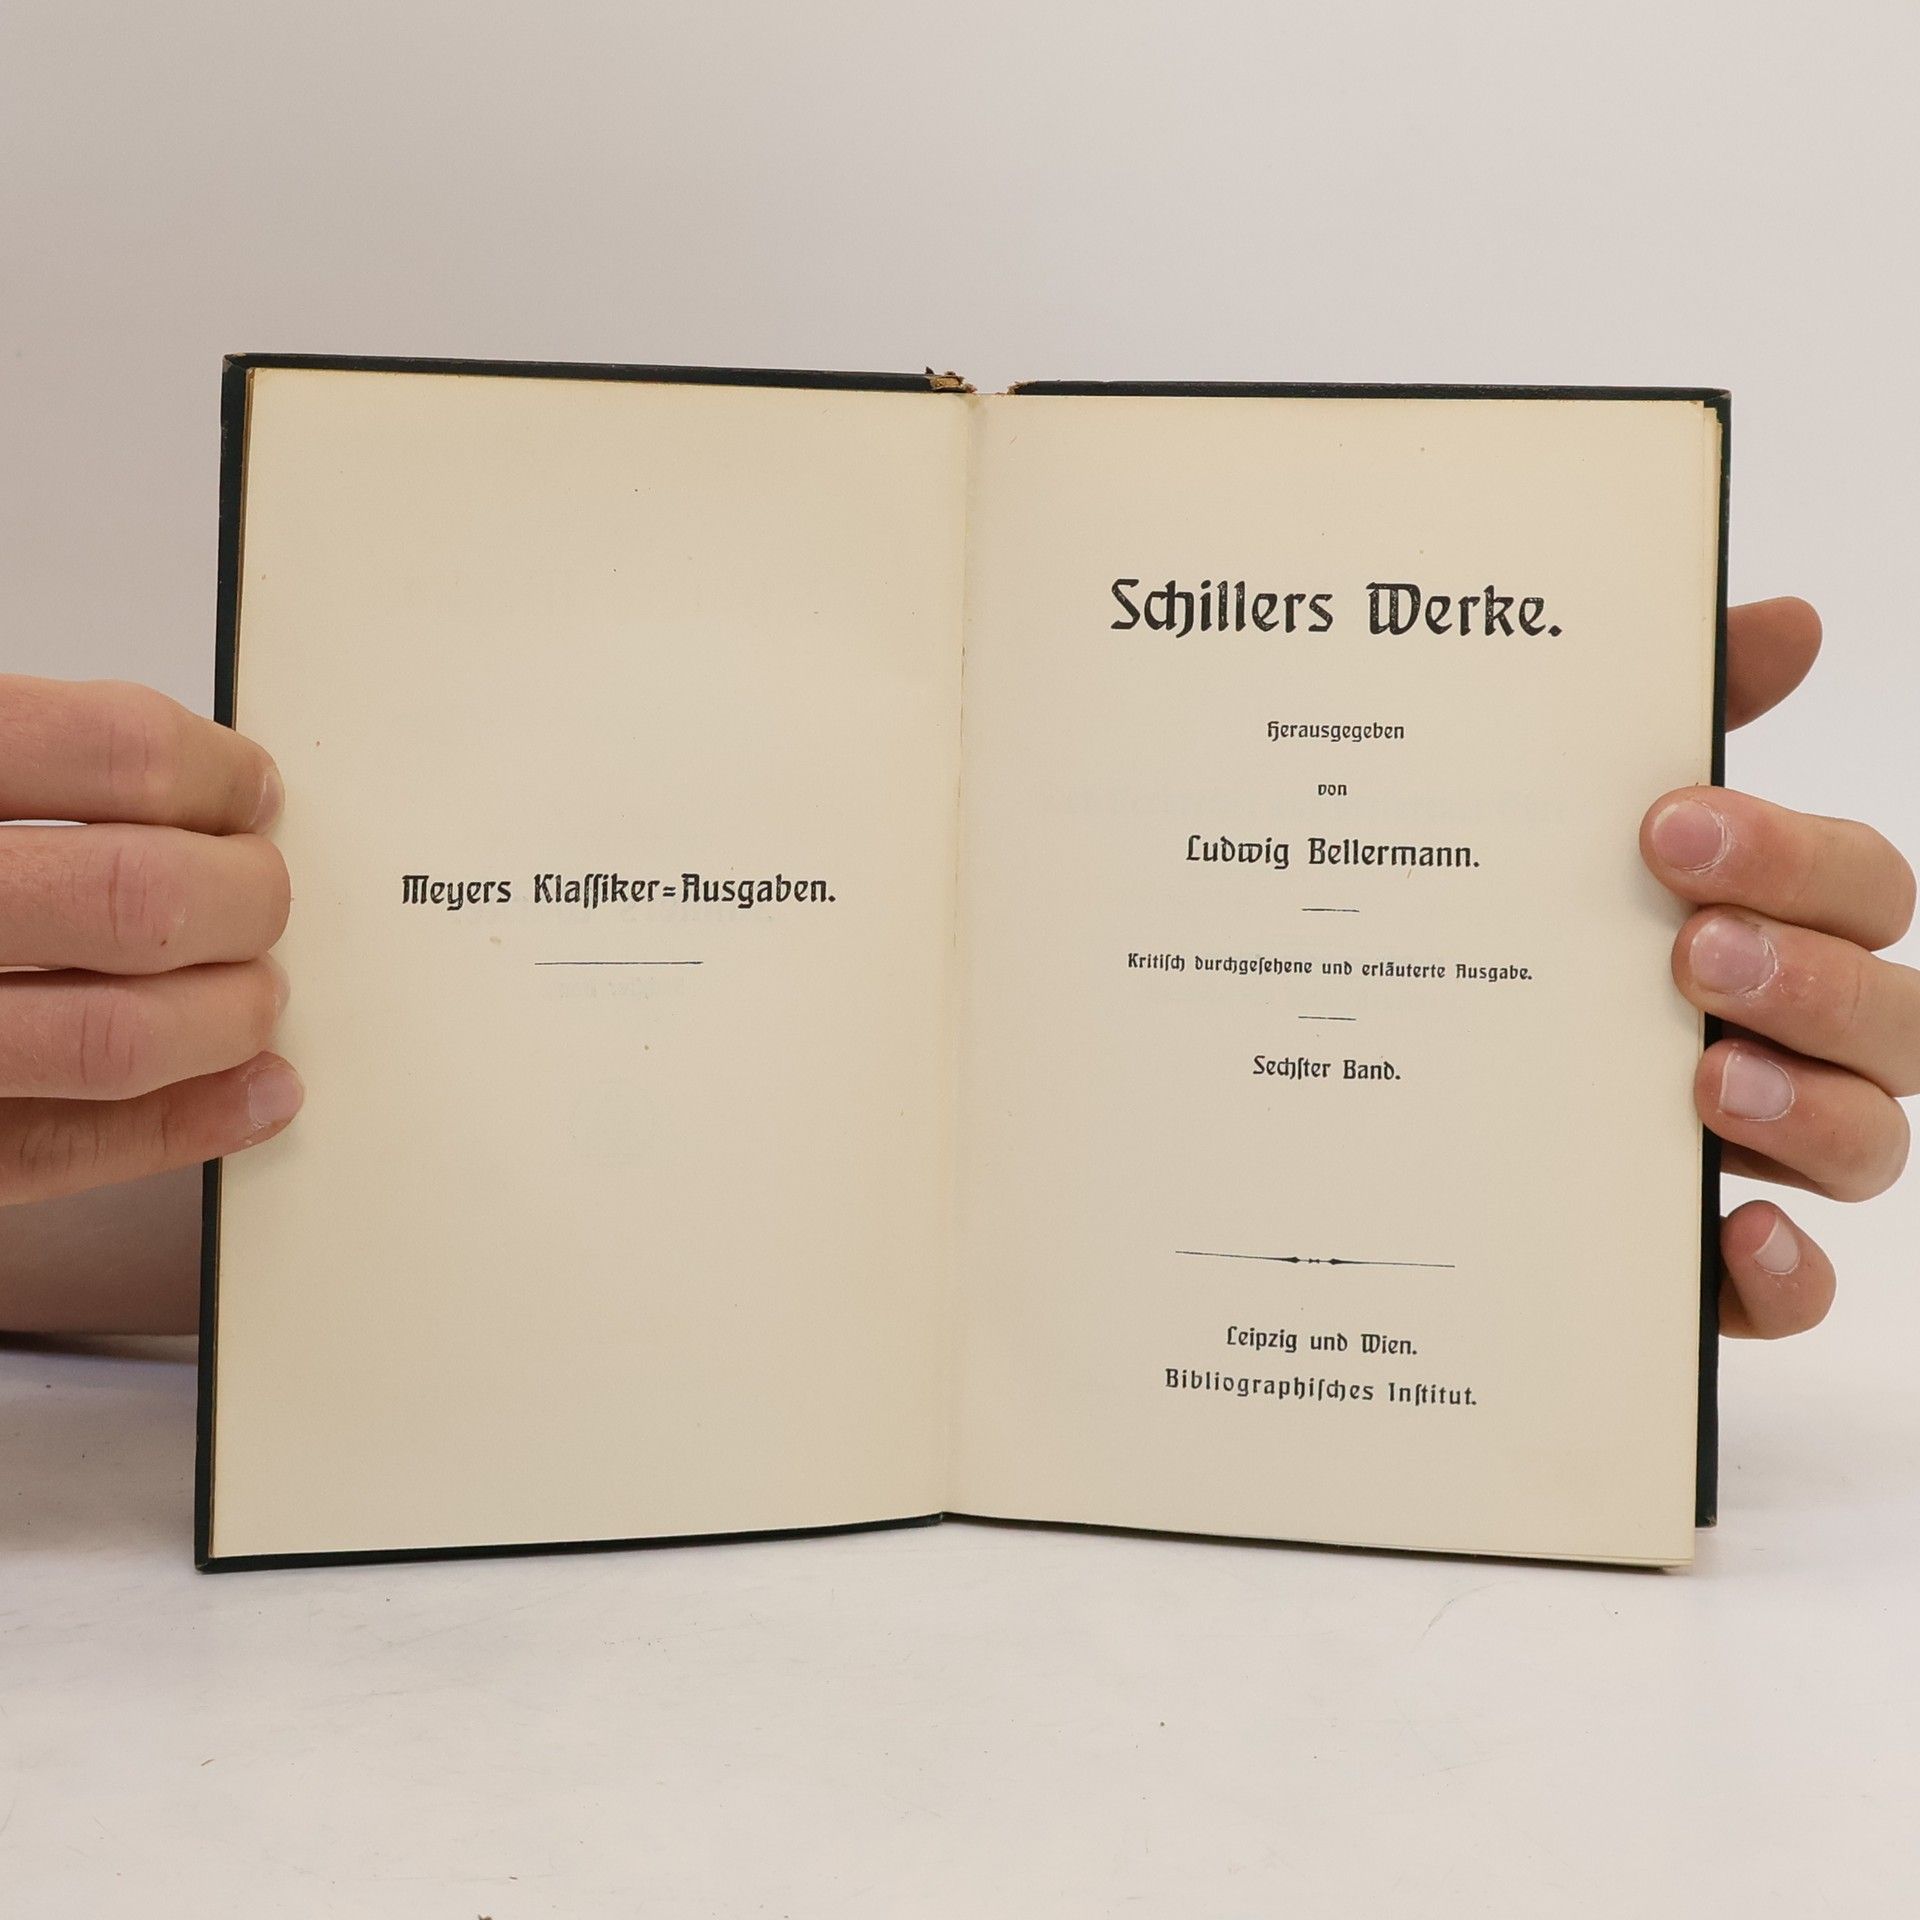 Meyers Klaſſiker=Ausgaben.
Schillers Werke.
Herausgegeben
von
Ludwig Bellermann.
Kritiſch durchgeſehene und erläuterte Ausgabe.
Sechſter Band.
Leipzig und Wien.
Bibliographiſches Inſtitut.